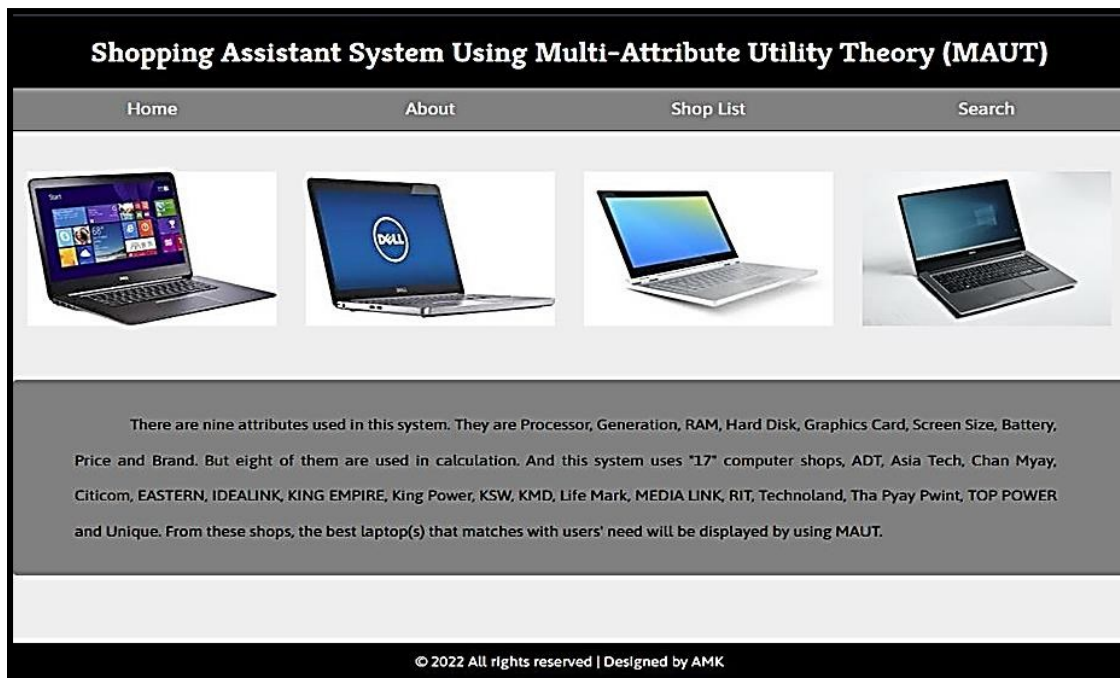 Shopping Assistant System Using Multi-Attribute Utility Theory (MAUT)
Home About Shop List Search
Start
DELL
There are nine attributes used in this system. They are Processor, Generation, RAM, Hard Disk, Graphics Card, Screen Size, Battery,
Price and Brand. But eight of them are used in calculation. And this system uses "17" computer shops, ADT, Asia Tech, Chan Myay,
Citicom, EASTERN, IDEALINK, KING EMPIRE, King Power, KSW, KMD, Life Mark, MEDIA LINK, RIT, Technoland, Tha Pyay Pwint, TOP POWER
and Unique. From these shops, the best laptop(s) that matches with users' need will be displayed by using MAUT.
© 2022 All rights reserved | Designed by AMK